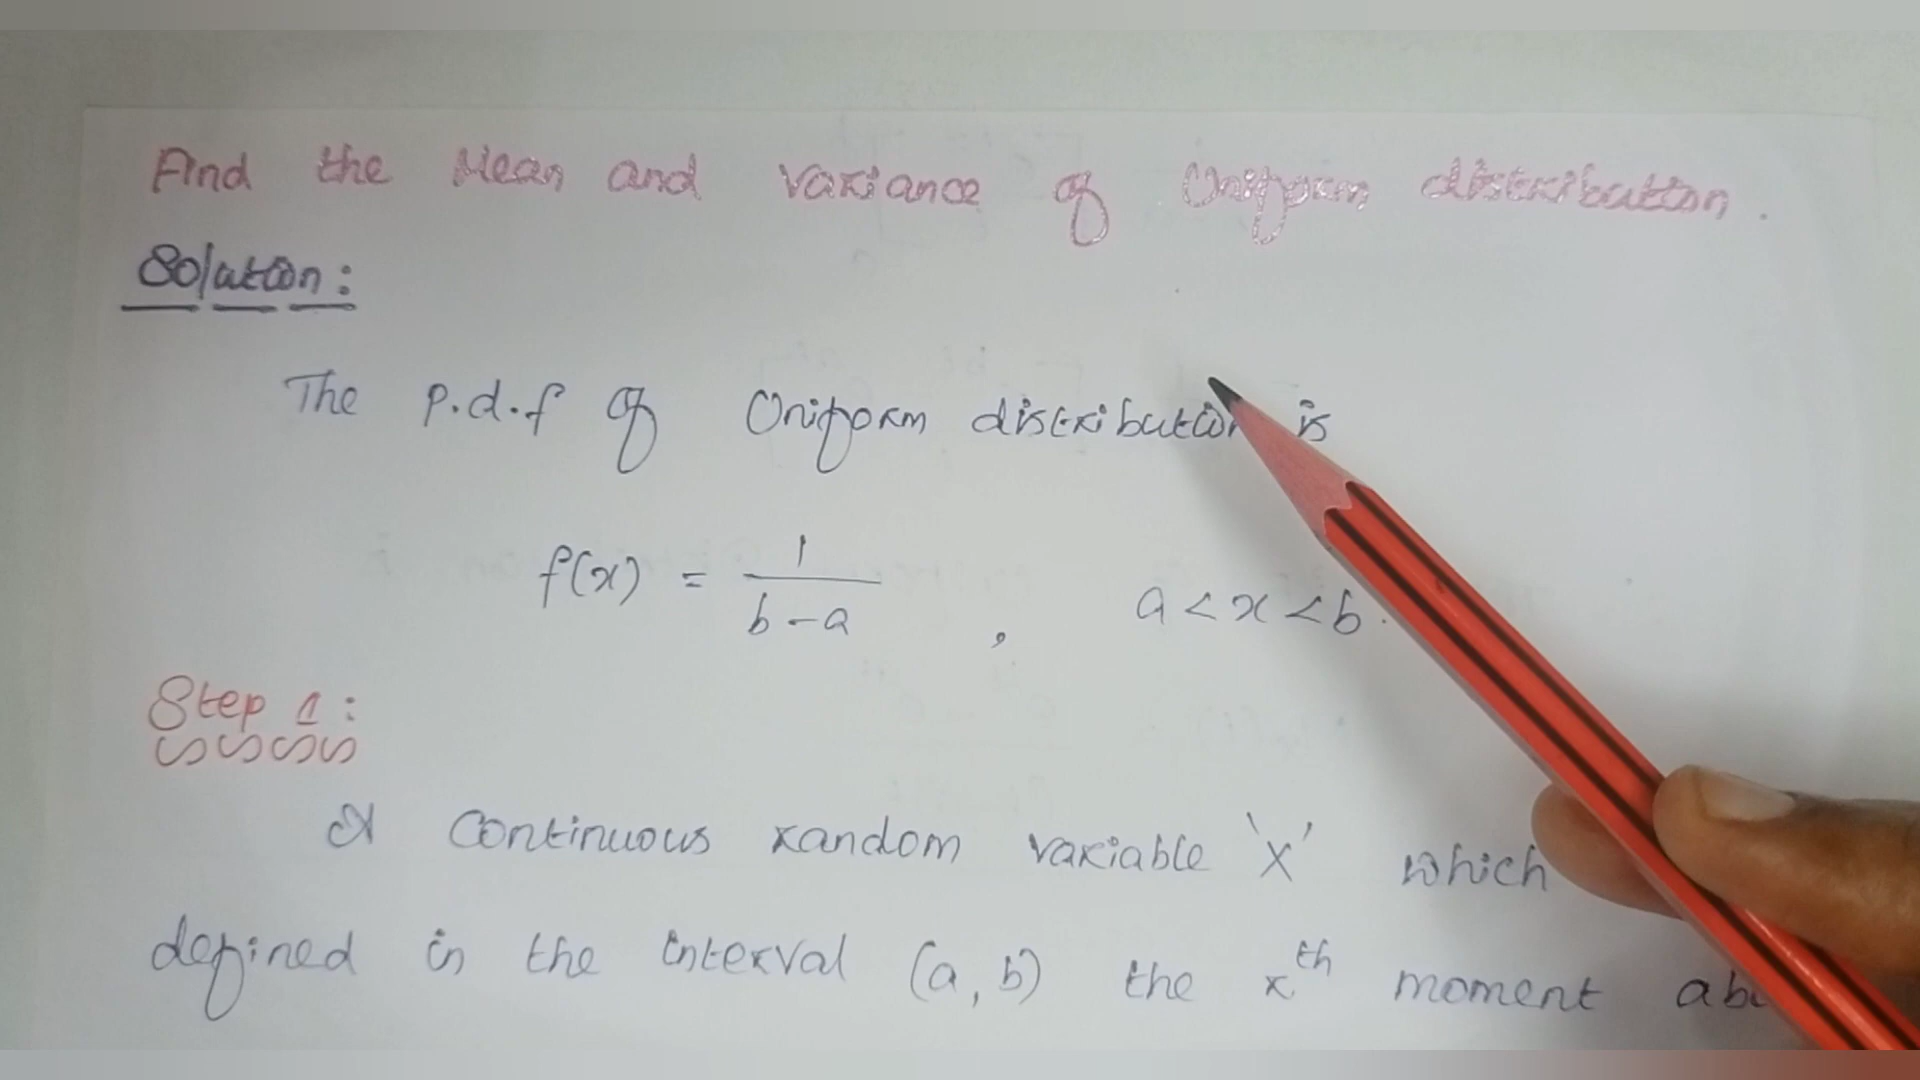 Find the Mean and variance of Uniform distribution.
Solution:
The p.d.f of Uniform distribution is
f(x) = 1/(b-a) , a<x<b.
Step 1:
A Continuous random variable 'X' which
defined in the interval (a, b) the rth moment